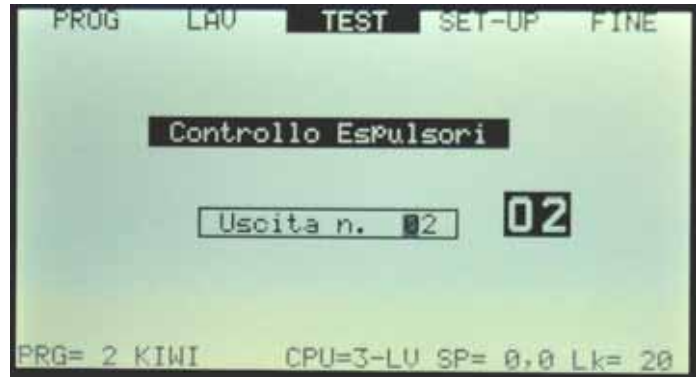 PROG LAV TEST SET-UP FINE
Controllo Espulsori
Uscita n. 02 02
PRG= 2 KIWI CPU=3-LV SP= 0,0 Lk= 20